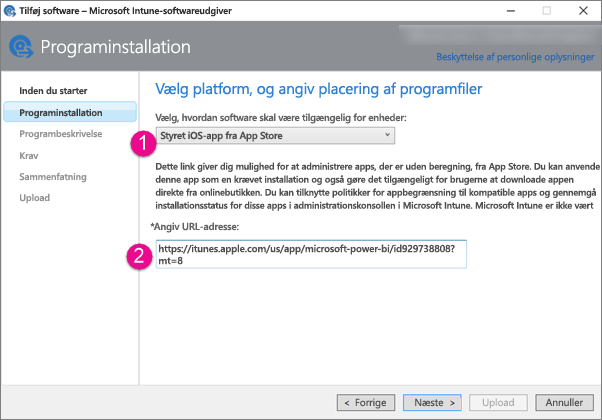 Tilføj software – Microsoft Intune-softwareudgiver
Programinstallation
Beskyttelse af personlige oplysninger
Inden du starter
Programinstallation
Programbeskrivelse
Krav
Sammenfatning
Upload
Vælg platform, og angiv placering af programfiler
Vælg, hvordan software skal være tilgængelig for enheder:
1
Styret iOS-app fra App Store
Dette link giver dig mulighed for at administrere apps, der er uden beregning, fra App Store. Du kan anvende
denne app som en krævet installation og også gøre det tilgængeligt for brugerne at downloade appen
direkte fra onlinebutikken. Du kan tilknytte politikker for appbegrænsning til kompatible apps og gennemgå
installationsstatus for disse apps i administrationskonsollen i Microsoft Intune. Microsoft Intune er ikke vært
*Angiv URL-adresse:
2
https://itunes.apple.com/us/app/microsoft-power-bi/id929738808?
mt=8
< Forrige
Næste >
Upload
Annuller